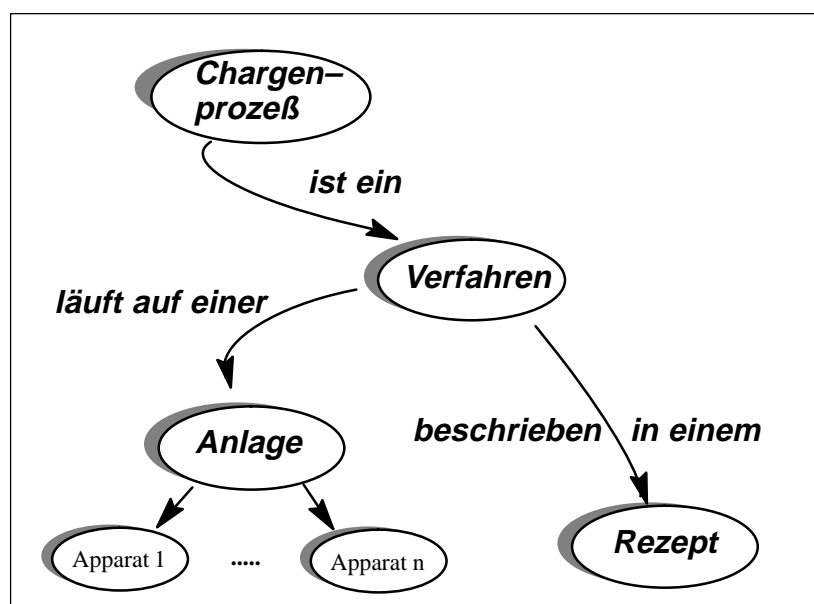 Chargen–
prozeß
ist ein
Verfahren
läuft auf einer
Anlage
beschrieben in einem
Apparat 1 ..... Apparat n
Rezept